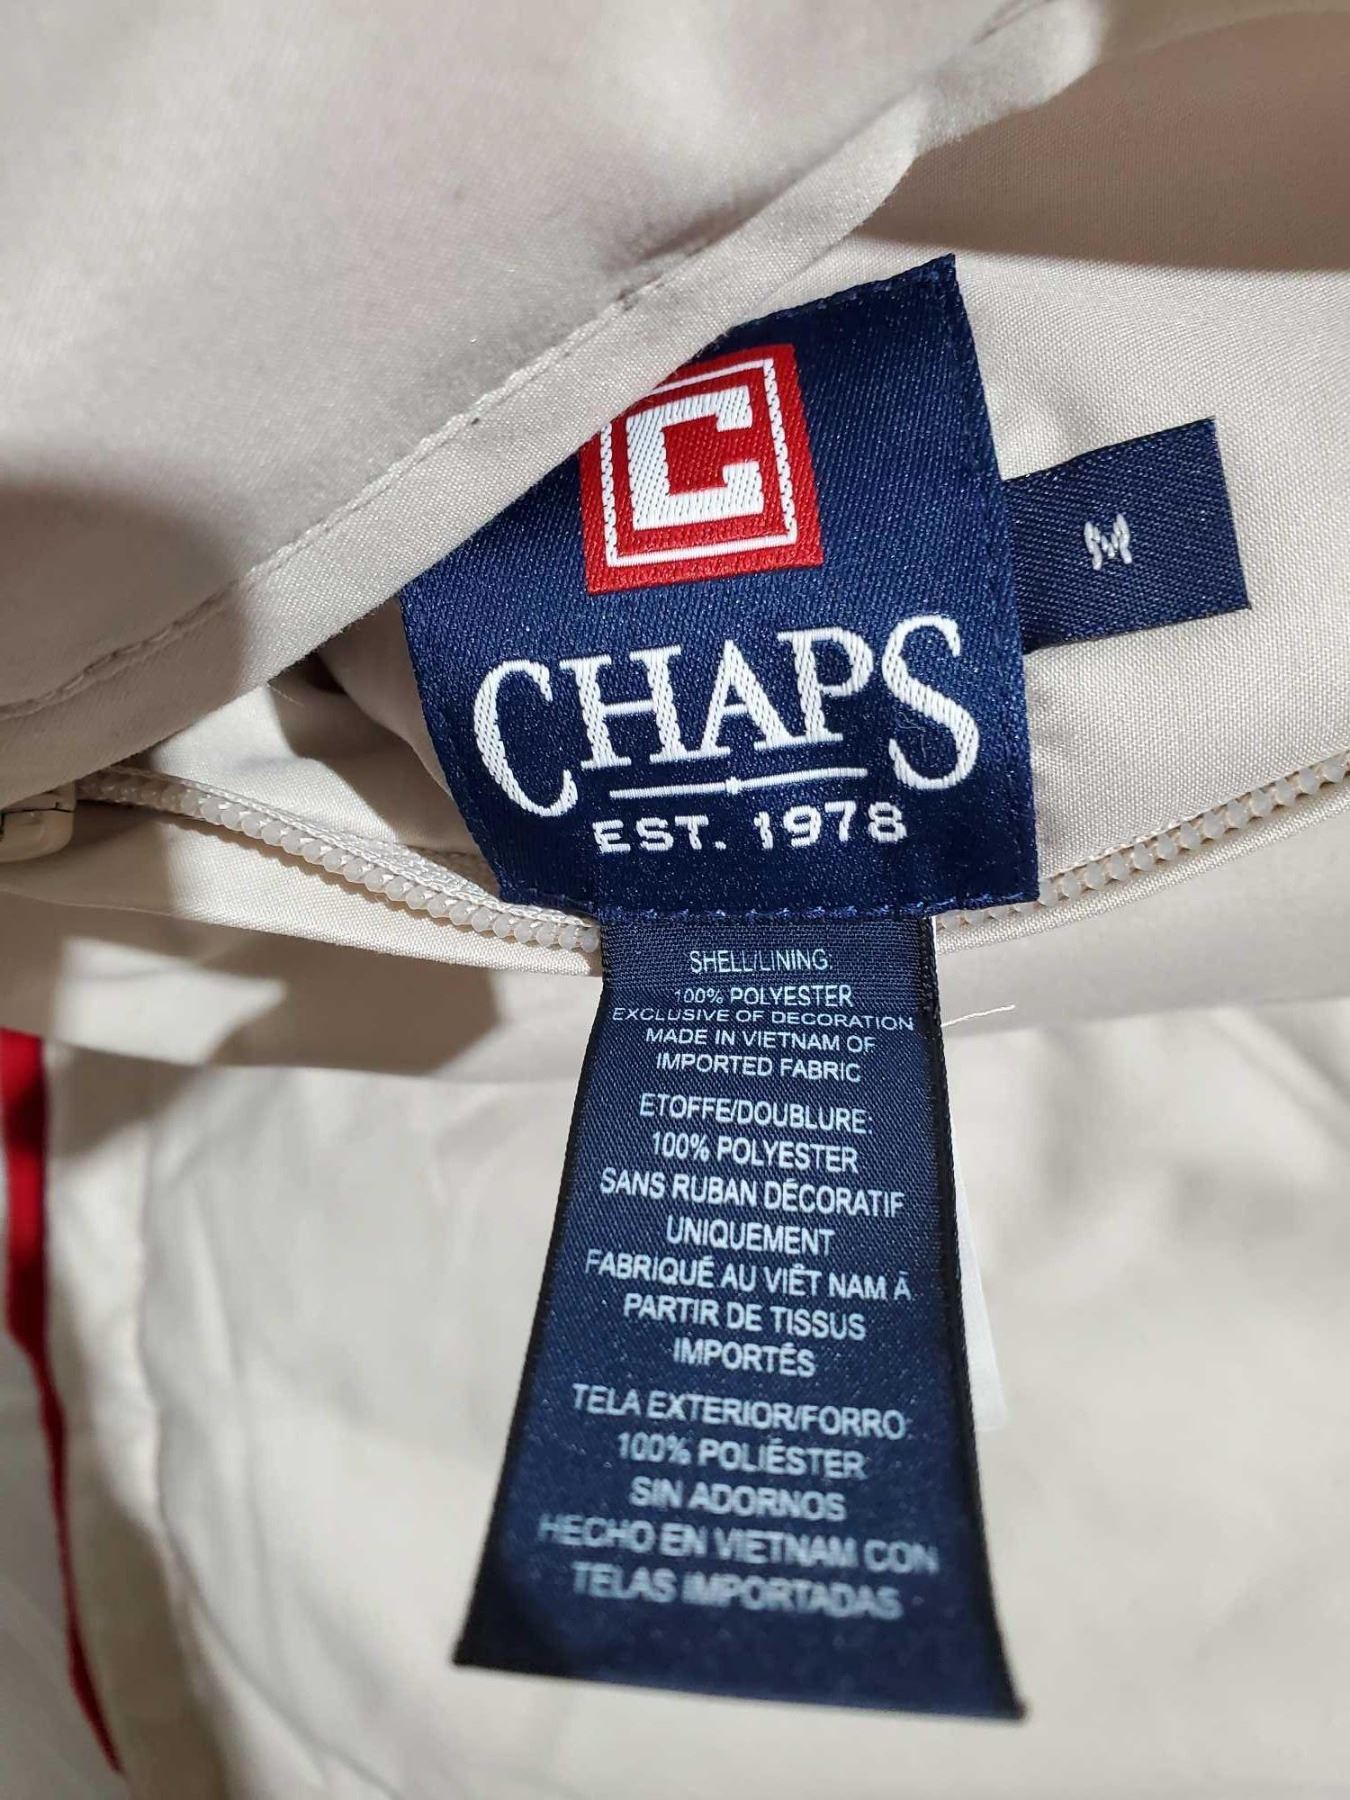 C
CHAPS
EST. 1978
M
SHELL/LINING:
100% POLYESTER
EXCLUSIVE OF DECORATION
MADE IN VIETNAM OF
IMPORTED FABRIC
ETOFFE/DOUBLURE:
100% POLYESTER
SANS RUBAN DÉCORATIF
UNIQUEMENT
FABRIQUÉ AU VIÊT NAM À
PARTIR DE TISSUS
IMPORTÉS
TELA EXTERIOR/FORRO:
100% POLIÉSTER
SIN ADORNOS
HECHO EN VIETNAM CON
TELAS IMPORTADAS